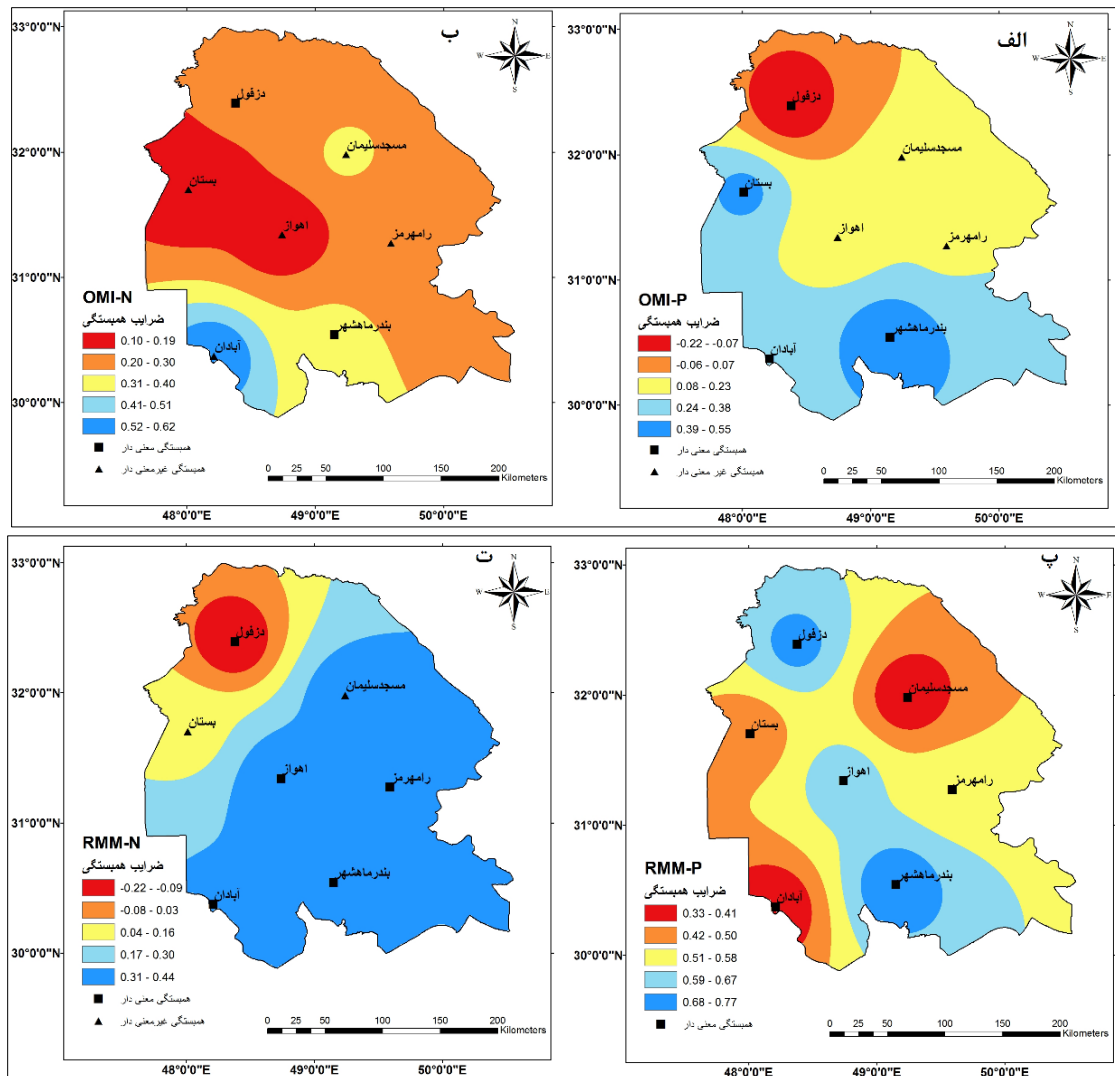 الف
N
W
E
S
33°0'0"N
32°0'0"N
31°0'0"N
30°0'0"N
دزفول
مسجدسلیمان
بستان
اهواز
رامهرمز
بندرماهشهر
آبادان
OMI-P
ضرایب همبستگی
-0.22 - -0.07
-0.06 - 0.07
0.08 - 0.23
0.24 - 0.38
0.39 - 0.55
همبستگی معنی دار
همبستگی غیر معنی دار
0 25 50 100 150 200
Kilometers
48°0'0"E 49°0'0"E 50°0'0"E
ب
N
W
E
S
33°0'0"N
32°0'0"N
31°0'0"N
30°0'0"N
دزفول
مسجدسلیمان
بستان
اهواز
رامهرمز
بندرماهشهر
آبادان
OMI-N
ضرایب همبستگی
0.10 - 0.19
0.20 - 0.30
0.31 - 0.40
0.41- 0.51
0.52 - 0.62
همبستگی معنی دار
همبستگی غیرمعنی دار
0 25 50 100 150 200
Kilometers
48°0'0"E 49°0'0"E 50°0'0"E
پ
N
W
E
S
33°0'0"N
32°0'0"N
31°0'0"N
30°0'0"N
دزفول
مسجدسلیمان
بستان
اهواز
رامهرمز
بندرماهشهر
آبادان
RMM-P
ضرایب همبستگی
0.33 - 0.41
0.42 - 0.50
0.51 - 0.58
0.59 - 0.67
0.68 - 0.77
همبستگی معنی دار
0 25 50 100 150 200
Kilometers
48°0'0"E 49°0'0"E 50°0'0"E
ت
N
W
E
S
33°0'0"N
32°0'0"N
31°0'0"N
30°0'0"N
دزفول
مسجدسلیمان
بستان
اهواز
رامهرمز
بندرماهشهر
آبادان
RMM-N
ضرایب همبستگی
-0.22 - -0.09
-0.08 - 0.03
0.04 - 0.16
0.17 - 0.30
0.31 - 0.44
همبستگی معنی دار
همبستگی غیرمعنی دار
0 25 50 100 150 200
Kilometers
48°0'0"E 49°0'0"E 50°0'0"E